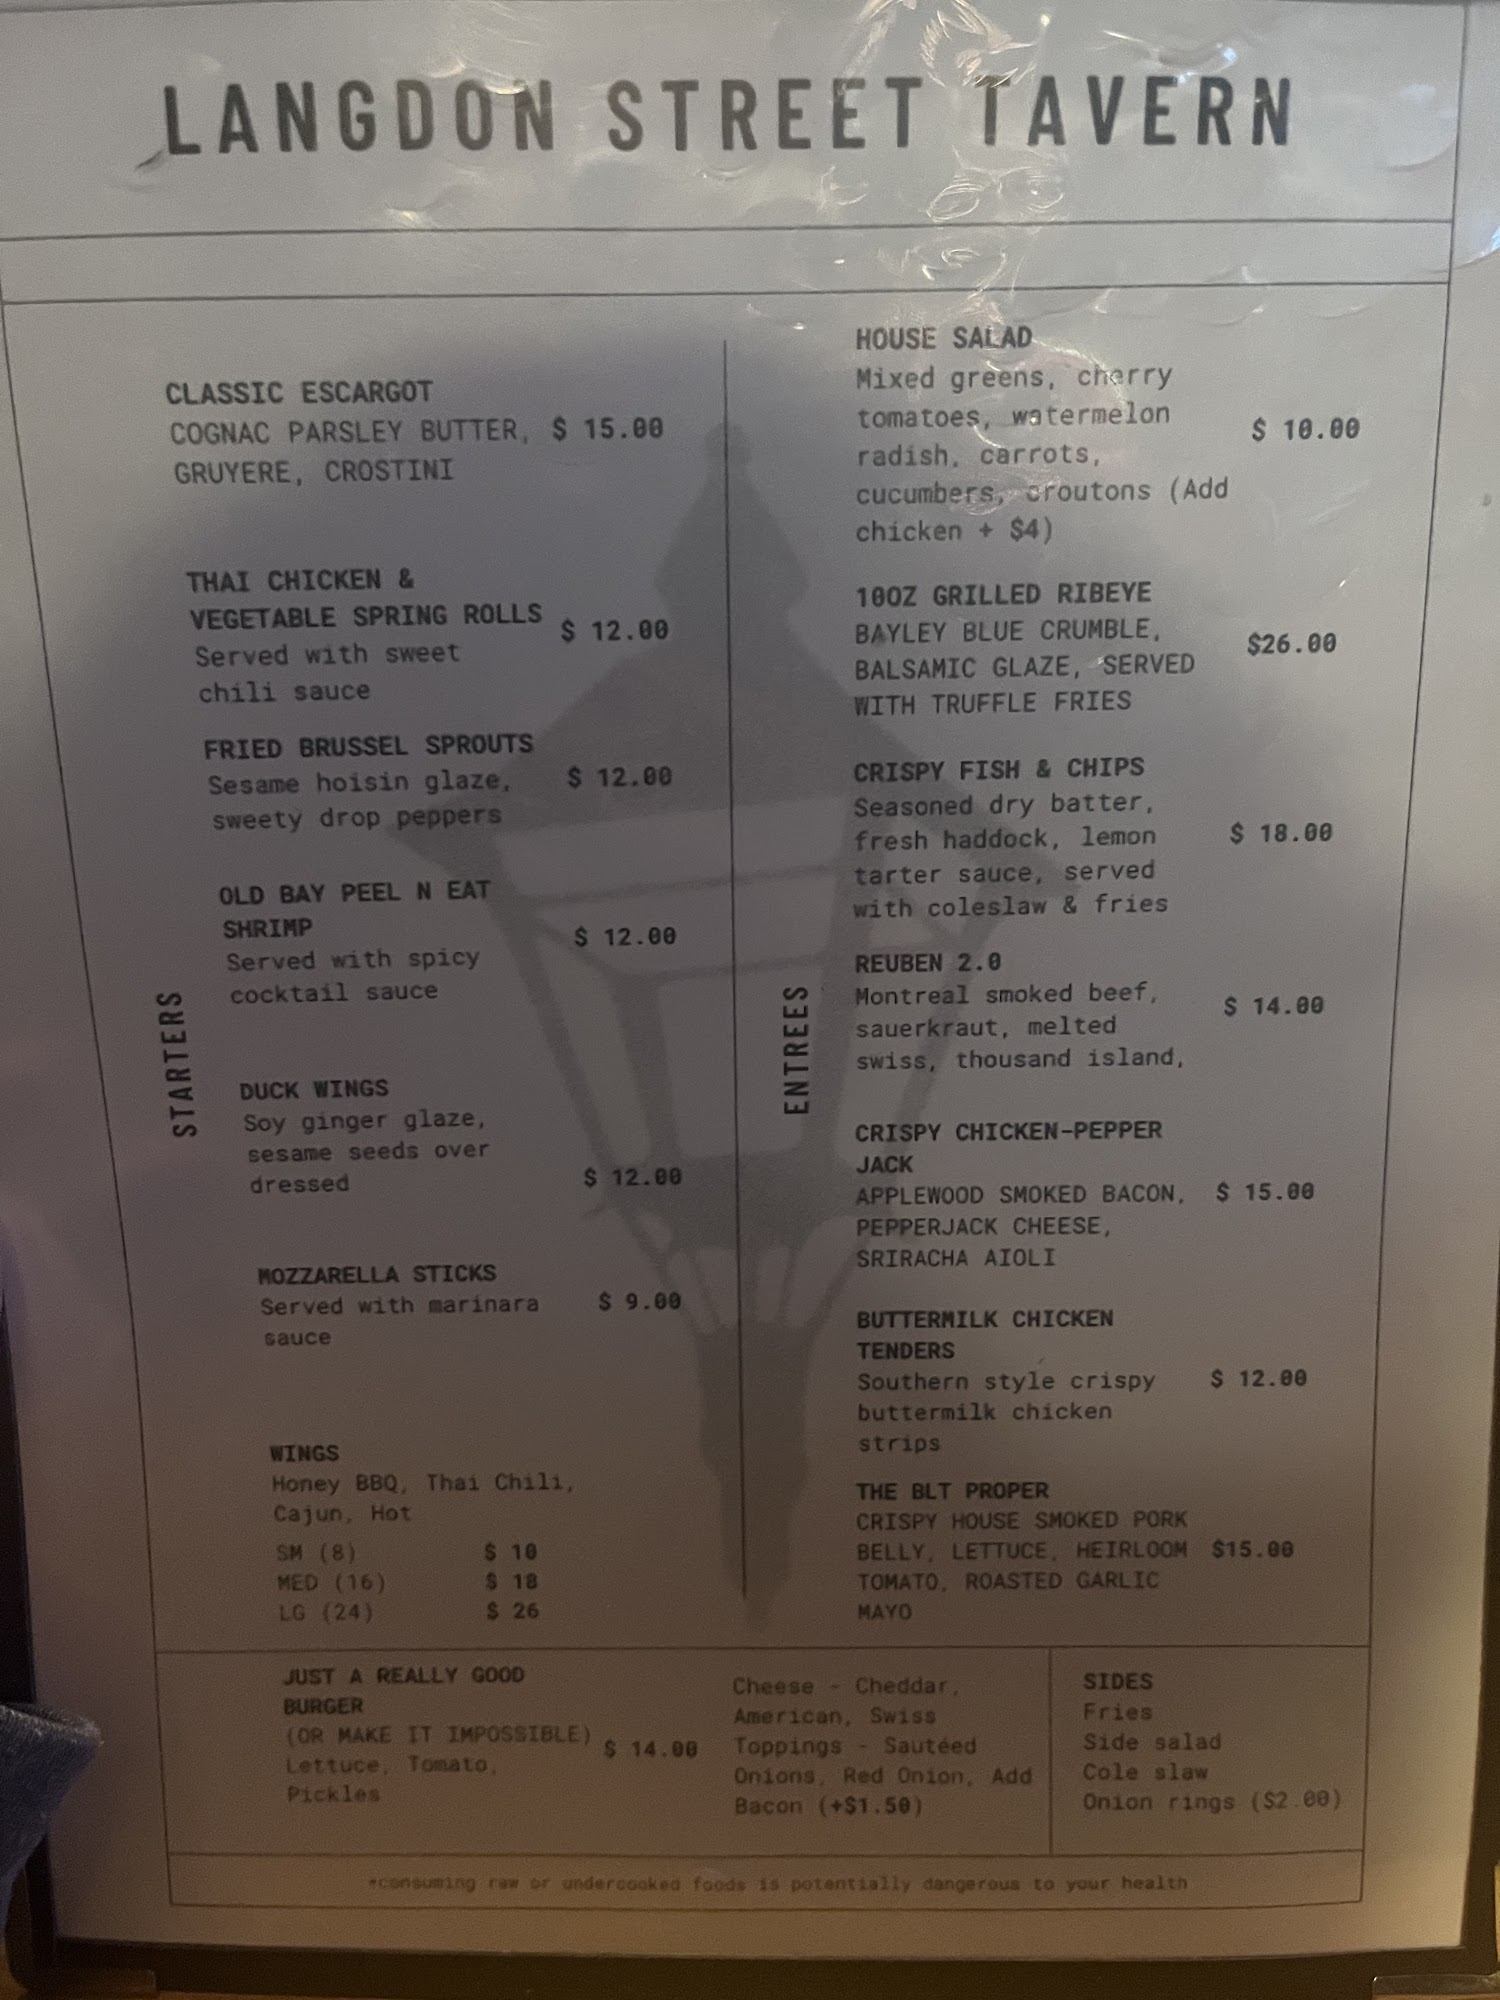 LANGDON STREET TAVERN
STARTERS
CLASSIC ESCARGOT
COGNAC PARSLEY BUTTER, $ 15.00
GRUYERE, CROSTINI
THAI CHICKEN &
VEGETABLE SPRING ROLLS $ 12.00
Served with sweet
chili sauce
FRIED BRUSSEL SPROUTS
Sesame hoisin glaze, $ 12.00
sweety drop peppers
OLD BAY PEEL N EAT
SHRIMP $ 12.00
Served with spicy
cocktail sauce
DUCK WINGS
Soy ginger glaze,
sesame seeds over
dressed $ 12.00
MOZZARELLA STICKS
Served with marinara $ 9.00
sauce
WINGS
Honey BBQ, Thai Chili,
Cajun, Hot
SM (8) $ 10
MED (16) $ 18
LG (24) $ 26
ENTREES
HOUSE SALAD
Mixed greens, cherry
tomatoes, watermelon $ 10.00
radish, carrots,
cucumbers, croutons (Add
chicken + $4)
10OZ GRILLED RIBEYE
BAYLEY BLUE CRUMBLE, $26.00
BALSAMIC GLAZE, SERVED
WITH TRUFFLE FRIES
CRISPY FISH & CHIPS
Seasoned dry batter,
fresh haddock, lemon $ 18.00
tarter sauce, served
with coleslaw & fries
REUBEN 2.0
Montreal smoked beef, $ 14.00
sauerkraut, melted
swiss, thousand island,
CRISPY CHICKEN-PEPPER
JACK
APPLEWOOD SMOKED BACON, $ 15.00
PEPPERJACK CHEESE,
SRIRACHA AIOLI
BUTTERMILK CHICKEN
TENDERS
Southern style crispy $ 12.00
buttermilk chicken
strips
THE BLT PROPER
CRISPY HOUSE SMOKED PORK
BELLY, LETTUCE, HEIRLOOM $15.00
TOMATO, ROASTED GARLIC
MAYO
JUST A REALLY GOOD
BURGER
(OR MAKE IT IMPOSSIBLE) $ 14.00
Lettuce, Tomato,
Pickles
Cheese - Cheddar,
American, Swiss
Toppings - Sautéed
Onions, Red Onion, Add
Bacon (+$1.50)
SIDES
Fries
Side salad
Cole slaw
Onion rings ($2.00)
*consuming raw or undercooked foods is potentially dangerous to your health